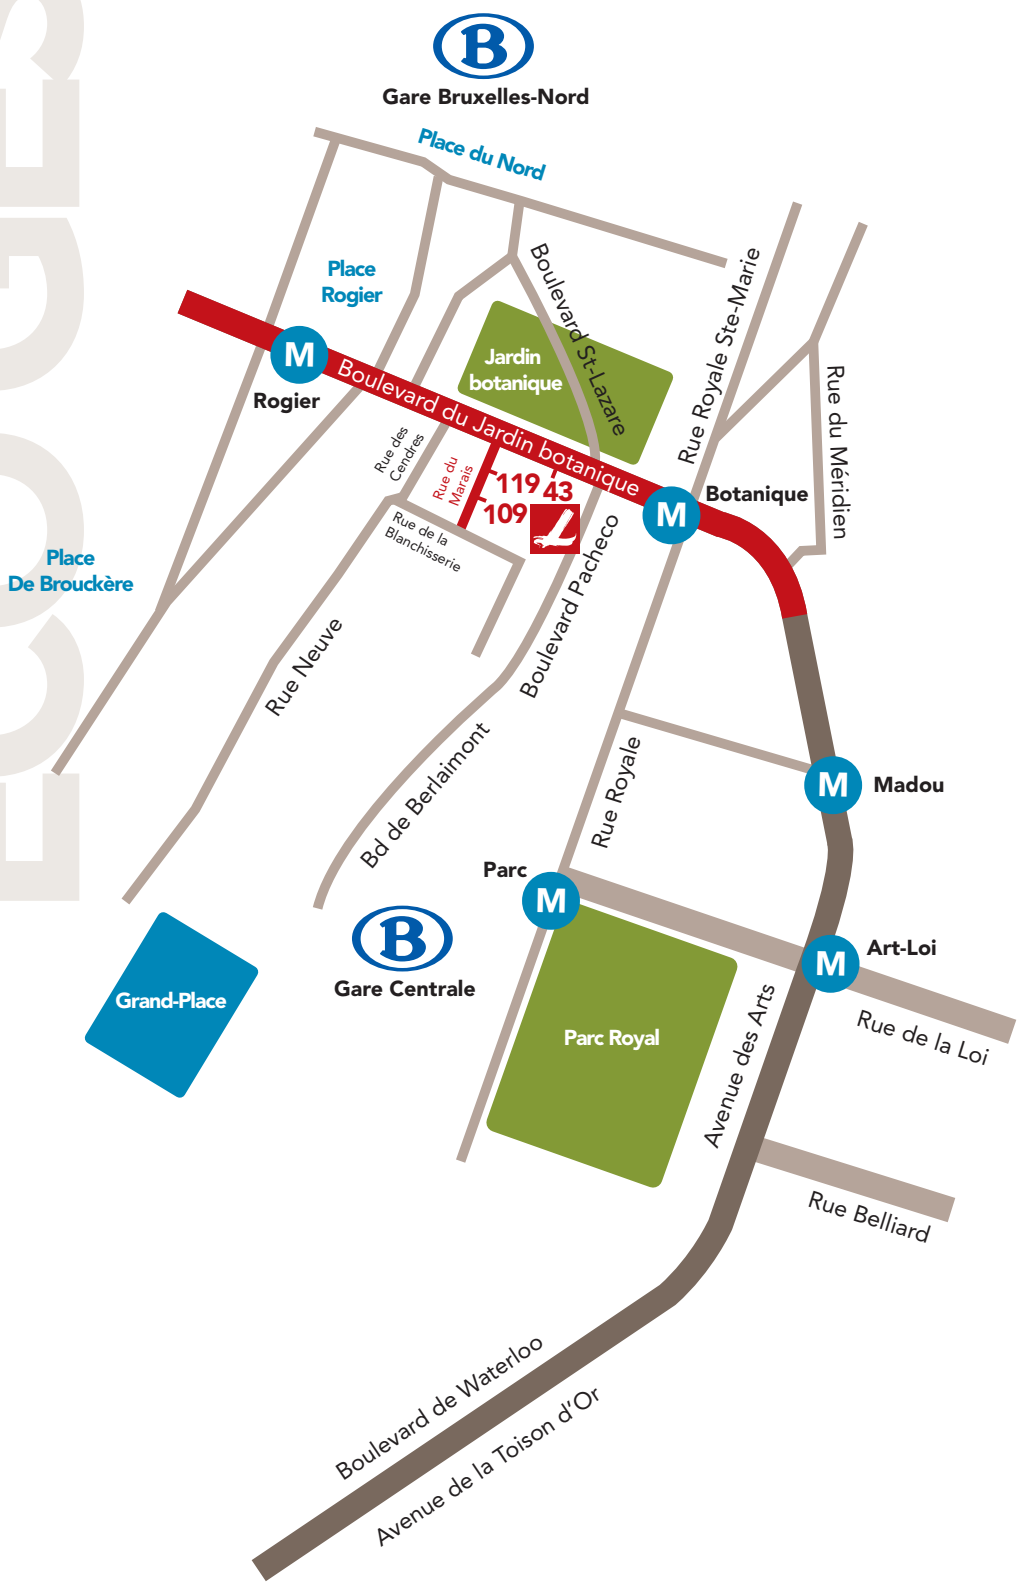 B
Gare Bruxelles-Nord
Place du Nord
Place
Rogier
Boulevard St-Lazare
Rue Royale Ste-Marie
Jardin
botanique
M
Rogier
Boulevard du Jardin botanique
Rue du Méridien
Rue des
Cendres
Rue du
Marais
119
43
109
M
Botanique
Rue de la
Blanchisserie
Place
De Brouckère
Boulevard Pacheco
Rue Neuve
Bd de Berlaimont
Rue Royale
M
Madou
Parc
M
B
Gare Centrale
M
Art-Loi
Grand-Place
Parc Royal
Avenue des Arts
Rue de la Loi
Rue Belliard
Boulevard de Waterloo
Avenue de la Toison d’Or
ECO GES